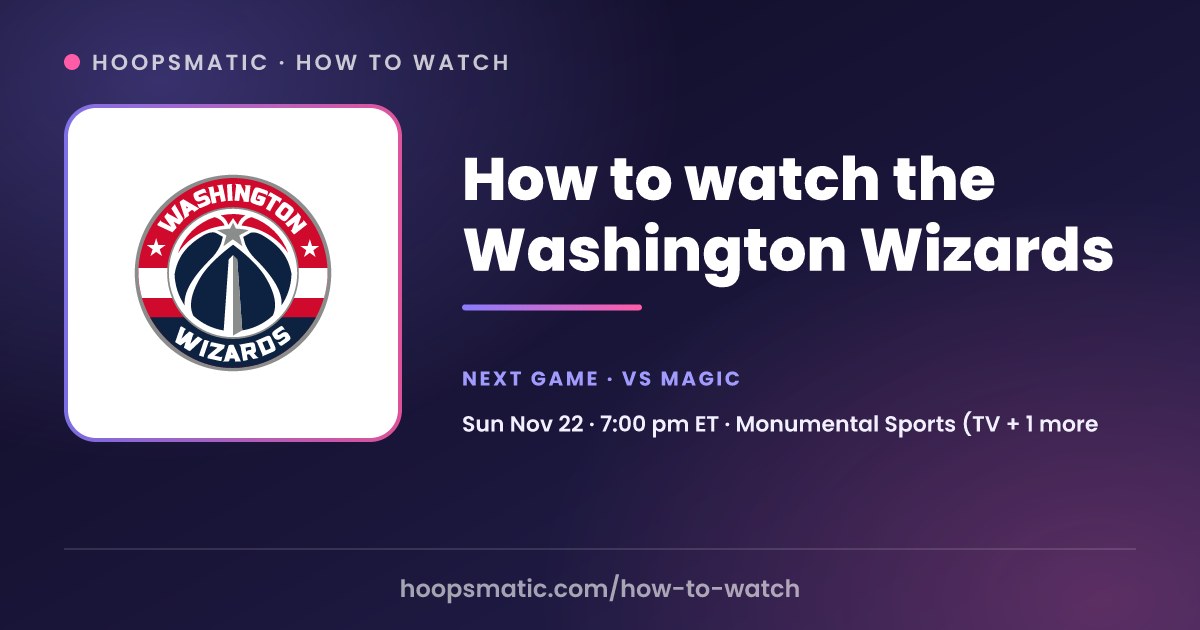 HOOPSMATIC · HOW TO WATCH
WASHINGTON
WIZARDS
How to watch the
Washington Wizards
NEXT GAME · VS MAGIC
Sun Nov 22 · 7:00 pm ET · Monumental Sports (TV + 1 more
hoopsmatic.com/how-to-watch